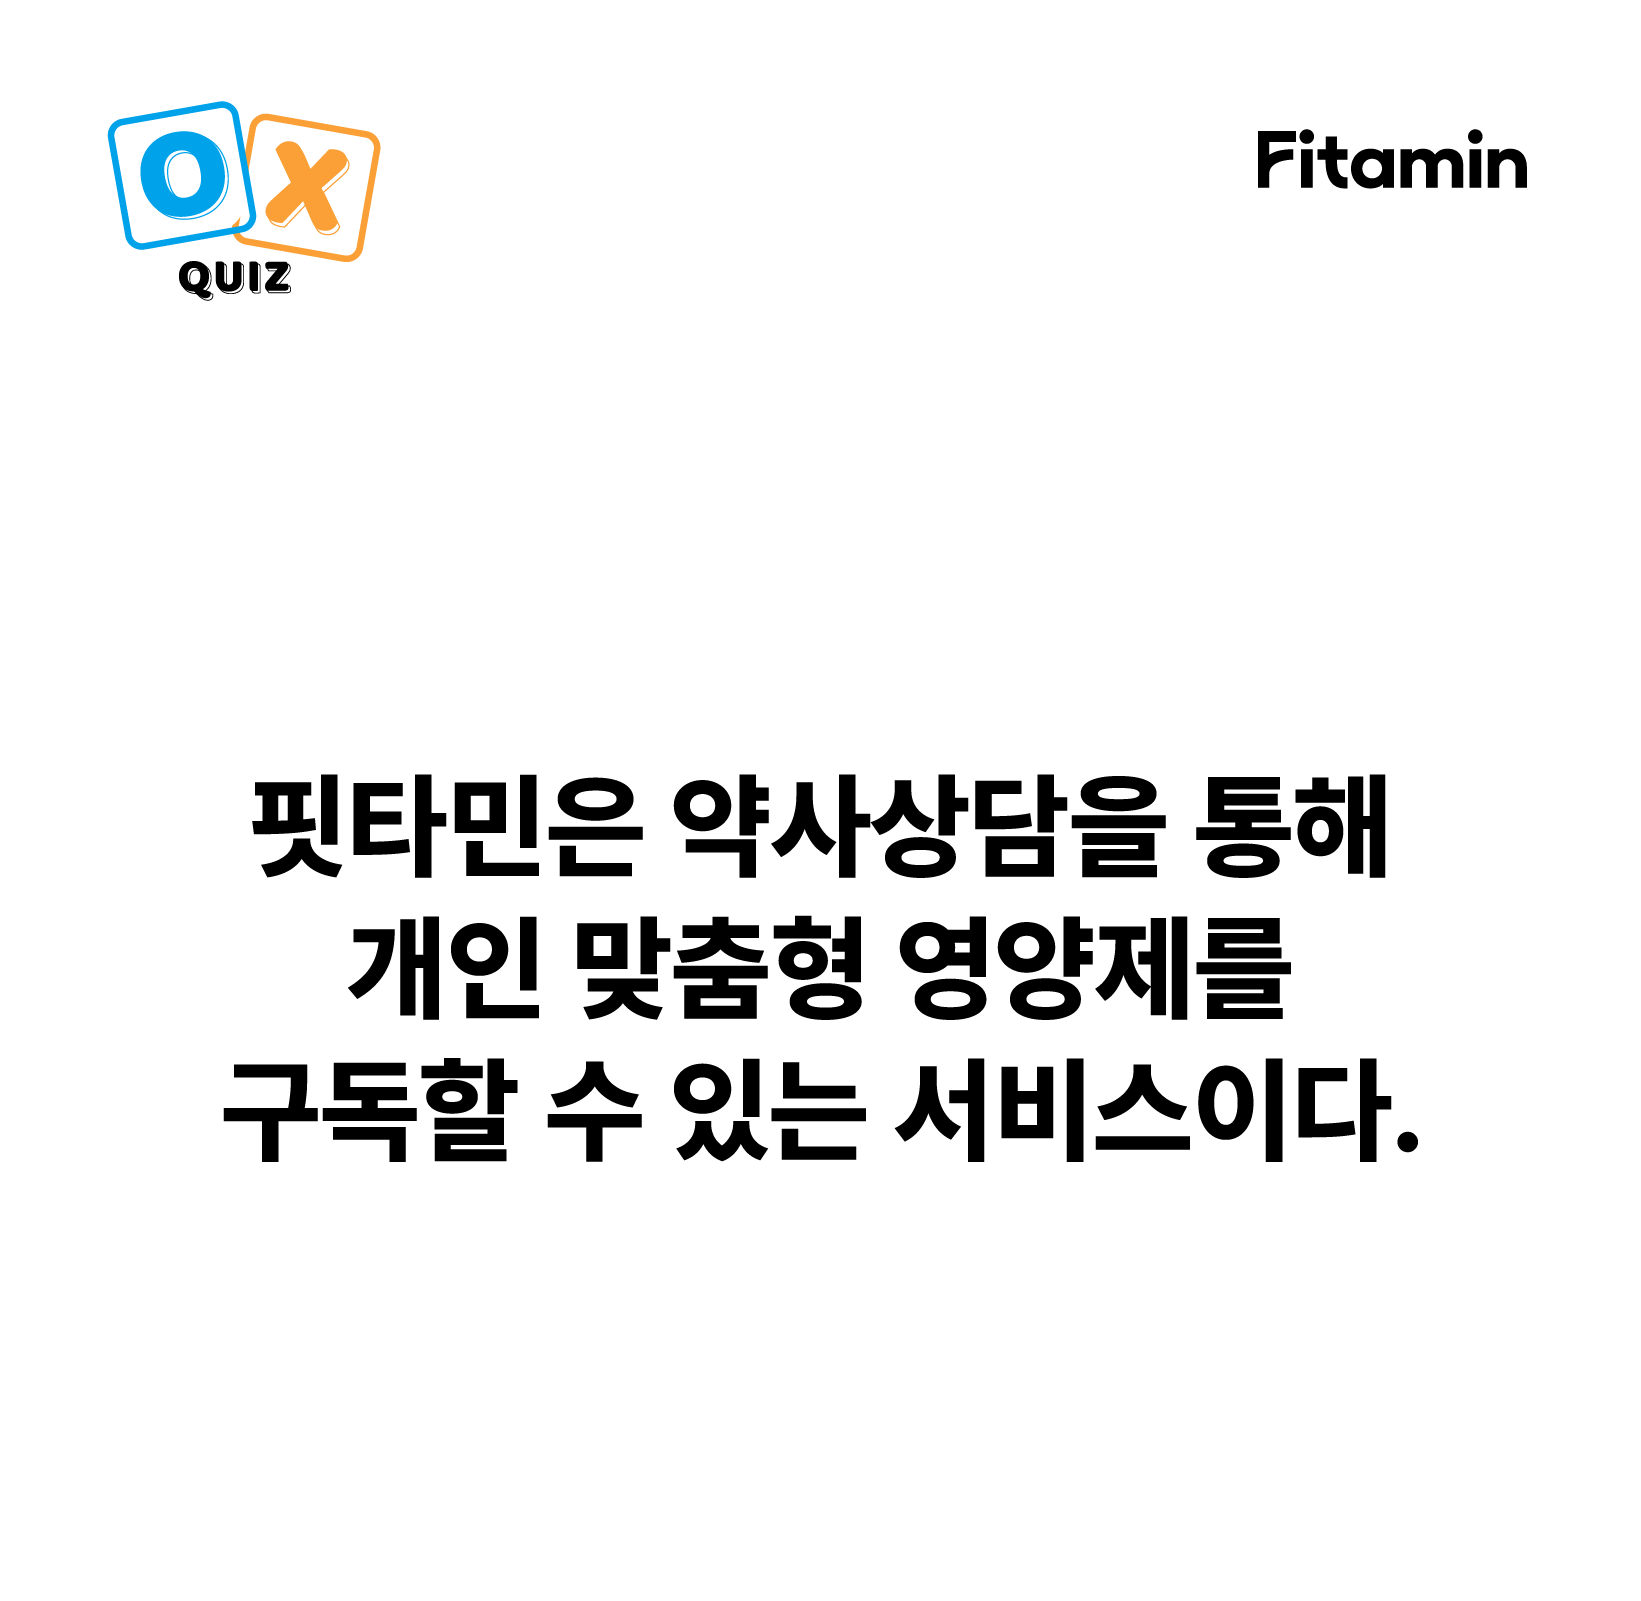 OX
QUIZ
Fitamin
핏타민은 약사상담을 통해
개인 맞춤형 영양제를
구독할 수 있는 서비스이다.